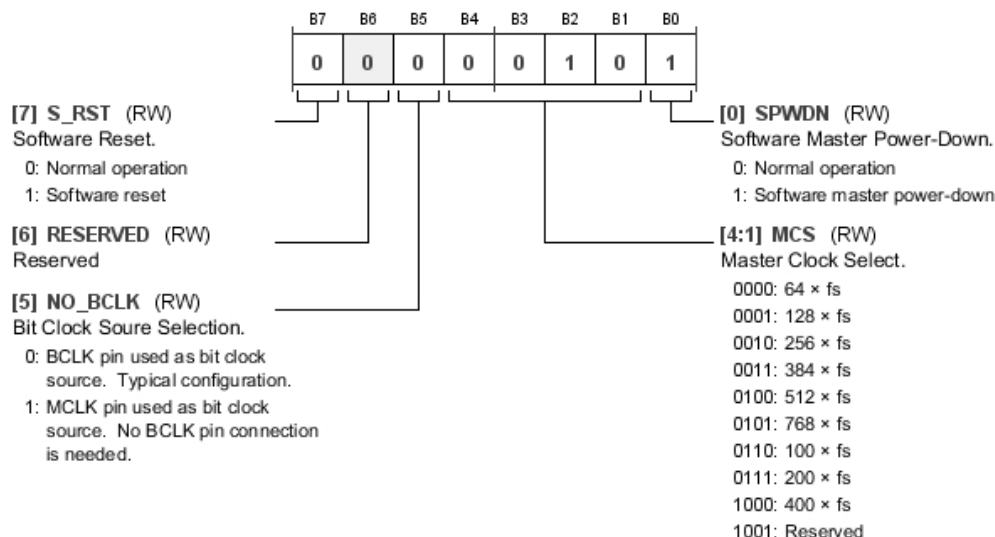 B7 B6 B5 B4 B3 B2 B1 B0
0 0 0 0 0 1 0 1
[7] S_RST (RW)
Software Reset.
0: Normal operation
1: Software reset
[6] RESERVED (RW)
Reserved
[5] NO_BCLK (RW)
Bit Clock Soure Selection.
0: BCLK pin used as bit clock
source. Typical configuration.
1: MCLK pin used as bit clock
source. No BCLK pin connection
is needed.
[0] SPWDN (RW)
Software Master Power-Down.
0: Normal operation
1: Software master power-down
[4:1] MCS (RW)
Master Clock Select.
0000: 64 × fs
0001: 128 × fs
0010: 256 × fs
0011: 384 × fs
0100: 512 × fs
0101: 768 × fs
0110: 100 × fs
0111: 200 × fs
1000: 400 × fs
1001: Reserved